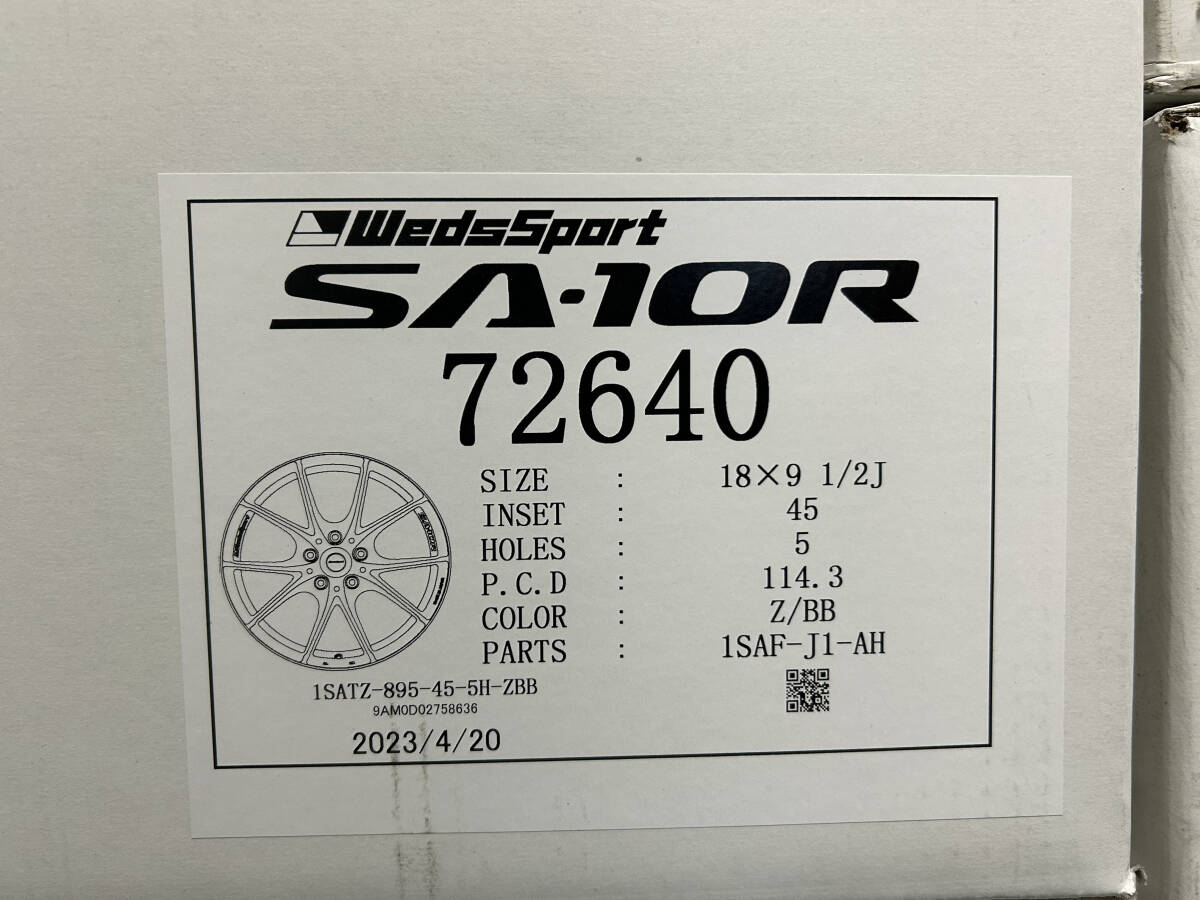 WedsSport
SA-10R
72640
SIZE : 18×9 1/2J
INSET : 45
HOLES : 5
P.C.D : 114.3
COLOR : Z/BB
PARTS : 1SAF-J1-AH
1SATZ-895-45-5H-ZBB
9AM0D02758636
2023/4/20